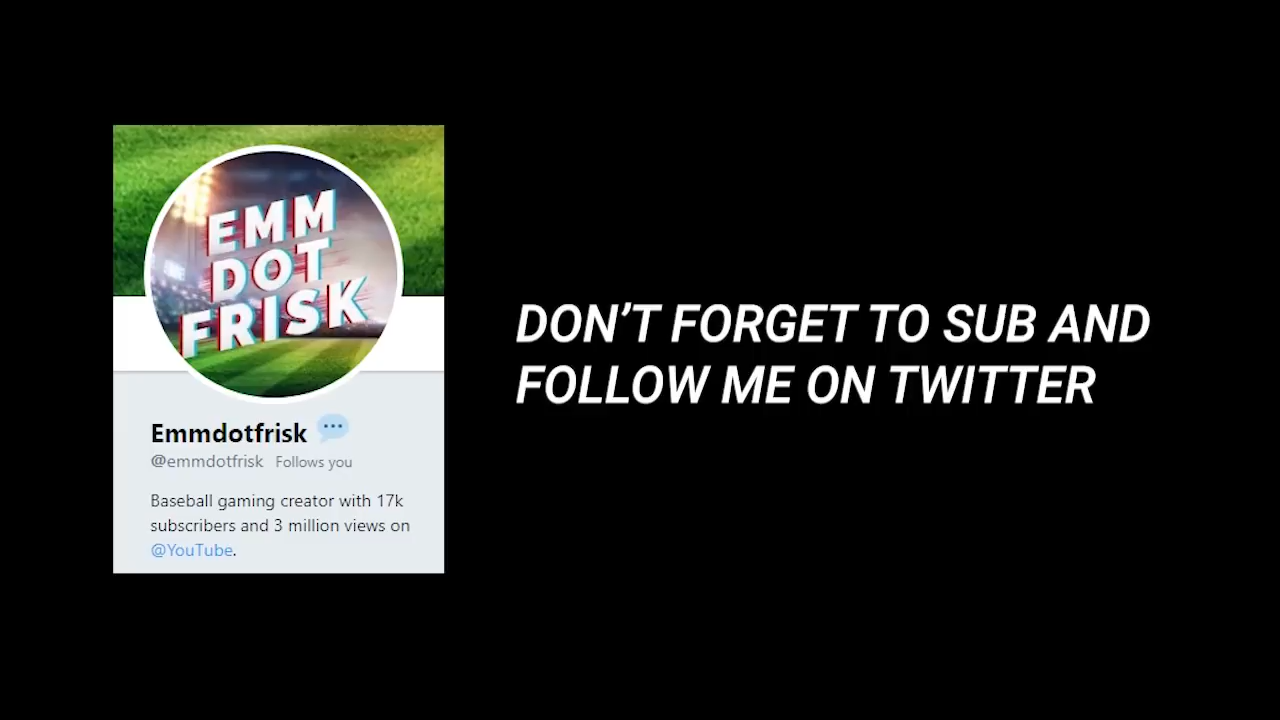 EMM
DOT
FRISK
Emmdotfrisk
@emmdotfrisk Follows you
Baseball gaming creator with 17k
subscribers and 3 million views on
@YouTube.
DON'T FORGET TO SUB AND
FOLLOW ME ON TWITTER